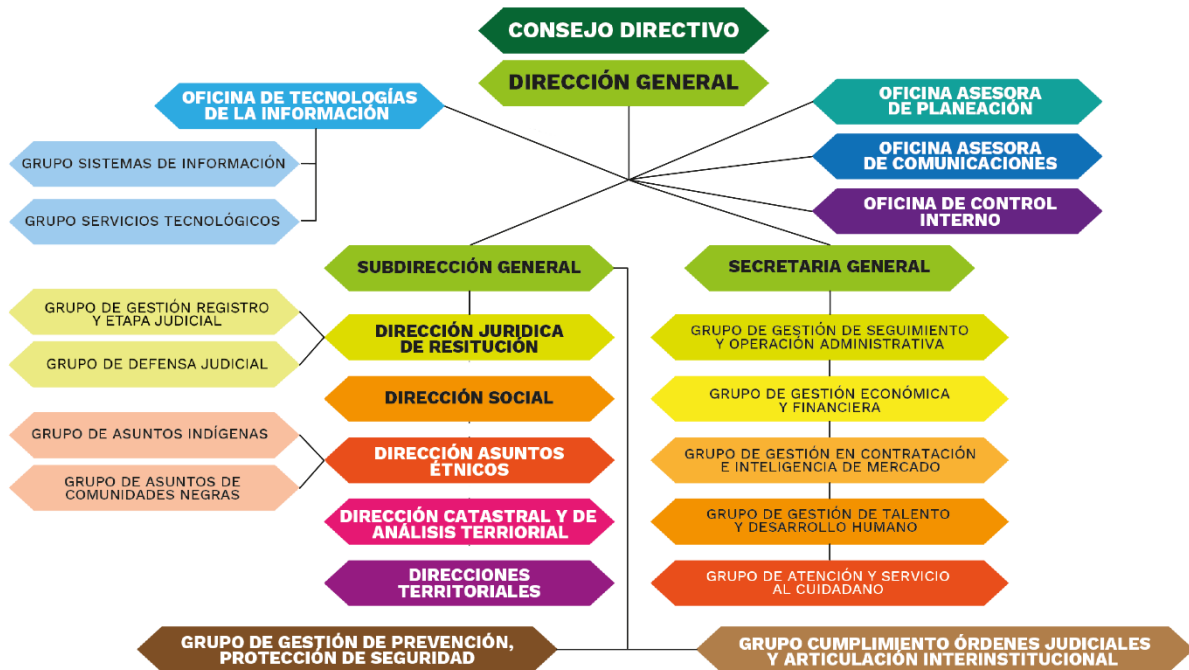 CONSEJO DIRECTIVO
DIRECCIÓN GENERAL
OFICINA DE TECNOLOGÍAS
DE LA INFORMACIÓN
GRUPO SISTEMAS DE INFORMACIÓN
GRUPO SERVICIOS TECNOLÓGICOS
OFICINA ASESORA
DE PLANEACIÓN
OFICINA ASESORA
DE COMUNICACIONES
OFICINA DE CONTROL
INTERNO
SUBDIRECCIÓN GENERAL
GRUPO DE GESTIÓN REGISTRO
Y ETAPA JUDICIAL
GRUPO DE DEFENSA JUDICIAL
DIRECCIÓN JURÍDICA
DE RESITUCIÓN
DIRECCIÓN SOCIAL
GRUPO DE ASUNTOS INDÍGENAS
GRUPO DE ASUNTOS DE
COMUNIDADES NEGRAS
DIRECCIÓN ASUNTOS
ÉTNICOS
DIRECCIÓN CATASTRAL Y DE
ANÁLISIS TERRIORIAL
DIRECCIONES
TERRITORIALES
SECRETARIA GENERAL
GRUPO DE GESTIÓN DE SEGUIMIENTO
Y OPERACIÓN ADMINISTRATIVA
GRUPO DE GESTIÓN ECONÓMICA
Y FINANCIERA
GRUPO DE GESTIÓN EN CONTRATACIÓN
E INTELIGENCIA DE MERCADO
GRUPO DE GESTIÓN DE TALENTO
Y DESARROLLO HUMANO
GRUPO DE ATENCIÓN Y SERVICIO
AL CUIDADANO
GRUPO DE GESTIÓN DE PREVENCIÓN,
PROTECCIÓN DE SEGURIDAD
GRUPO CUMPLIMIENTO ÓRDENES JUDICIALES
Y ARTICULACIÓN INTERINSTITUCIONAL